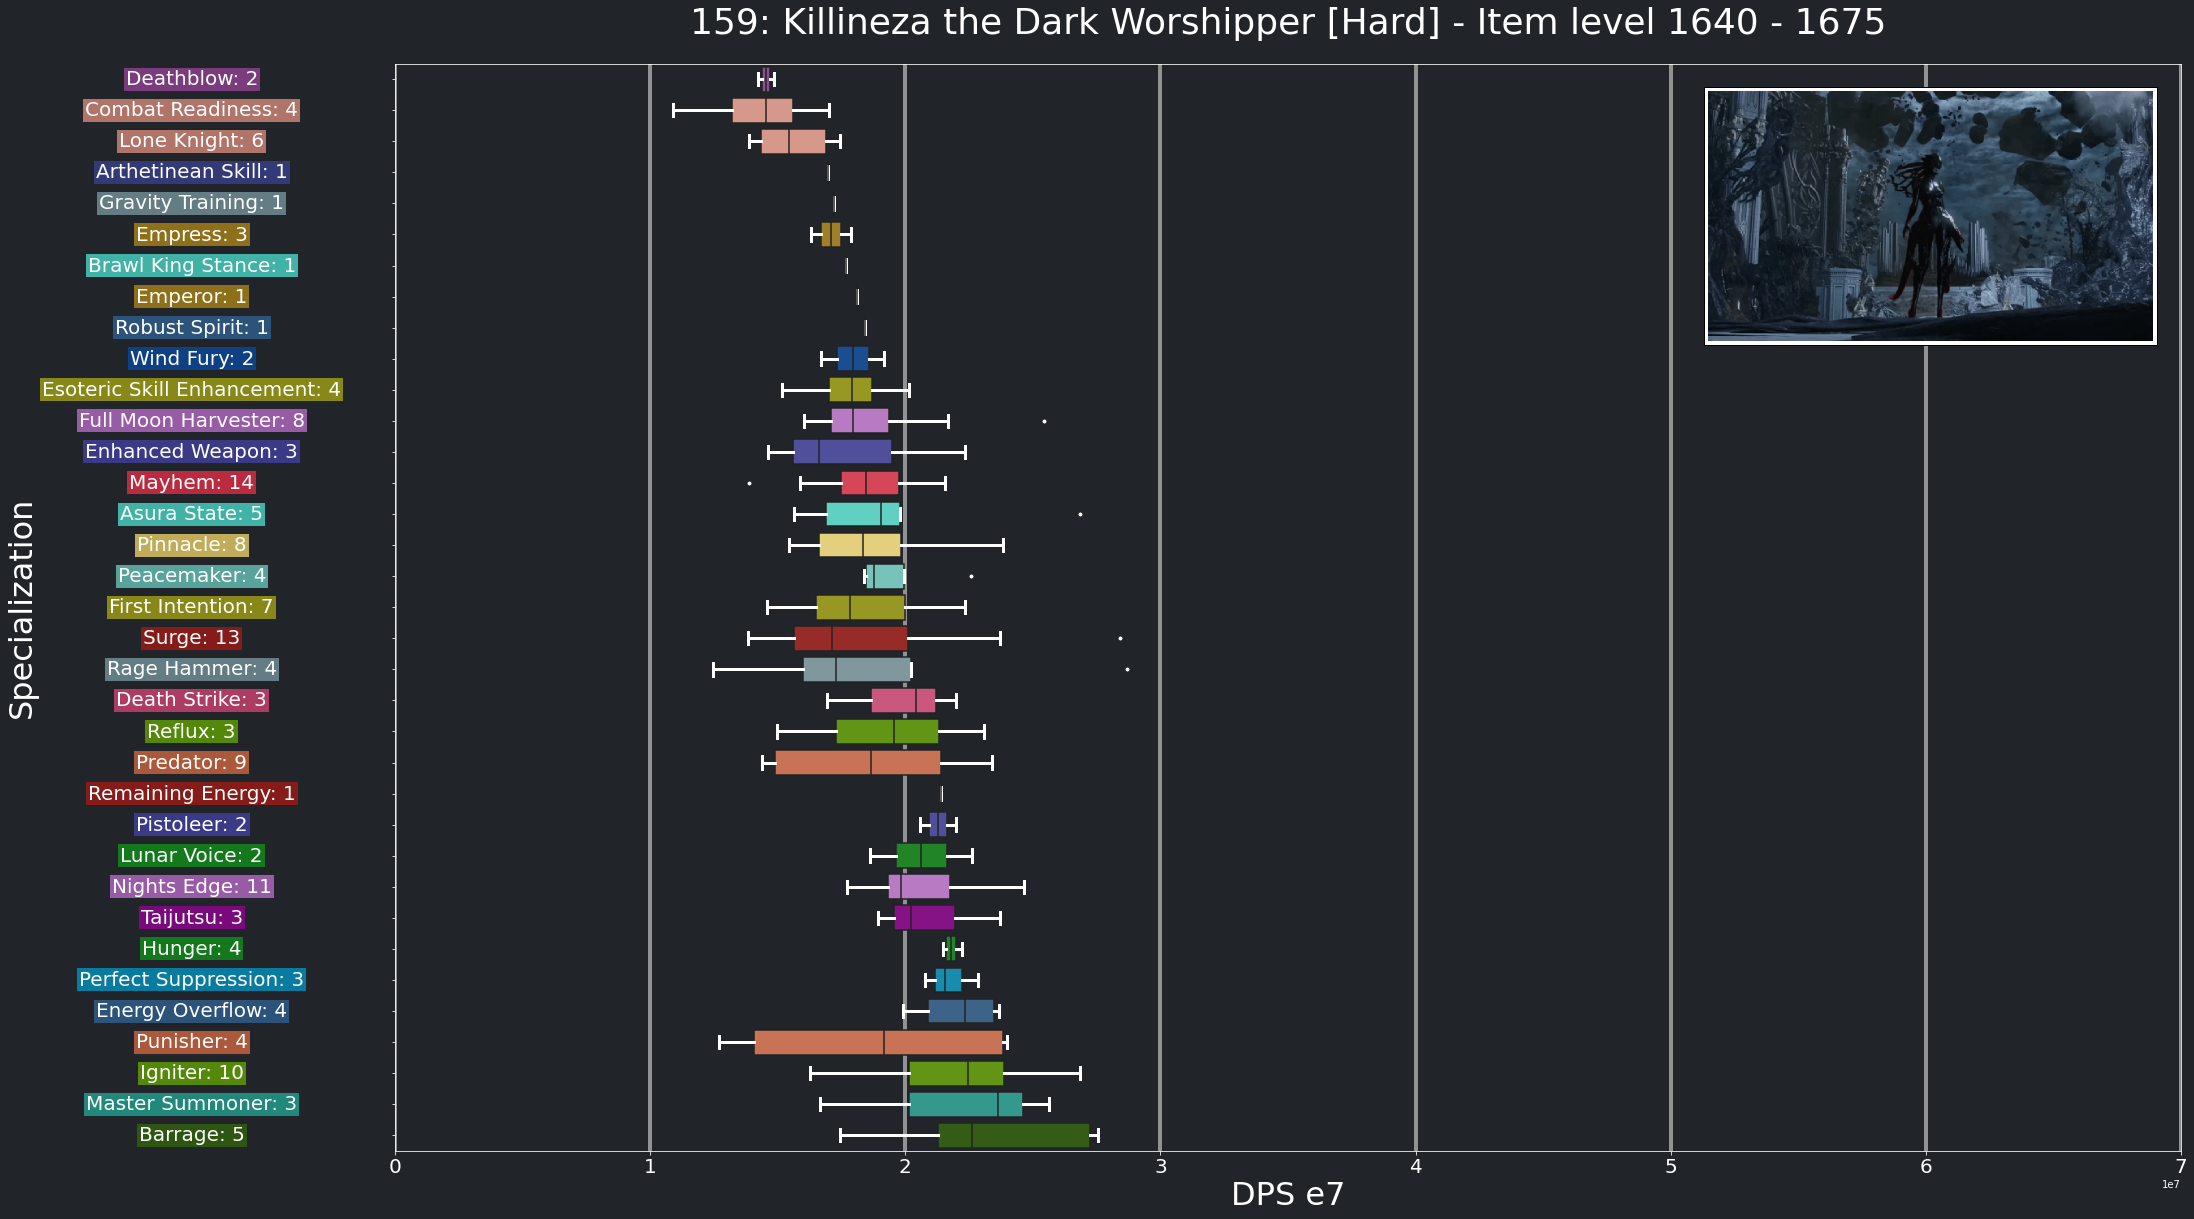 159: Killineza the Dark Worshipper [Hard] - Item level 1640 - 1675
Specialization
Deathblow: 2
Combat Readiness: 4
Lone Knight: 6
Arthetinean Skill: 1
Gravity Training: 1
Empress: 3
Brawl King Stance: 1
Emperor: 1
Robust Spirit: 1
Wind Fury: 2
Esoteric Skill Enhancement: 4
Full Moon Harvester: 8
Enhanced Weapon: 3
Mayhem: 14
Asura State: 5
Pinnacle: 8
Peacemaker: 4
First Intention: 7
Surge: 13
Rage Hammer: 4
Death Strike: 3
Reflux: 3
Predator: 9
Remaining Energy: 1
Pistoleer: 2
Lunar Voice: 2
Nights Edge: 11
Taijutsu: 3
Hunger: 4
Perfect Suppression: 3
Energy Overflow: 4
Punisher: 4
Igniter: 10
Master Summoner: 3
Barrage: 5
0 1 2 3 4 5 6 7
1e7
DPS e7